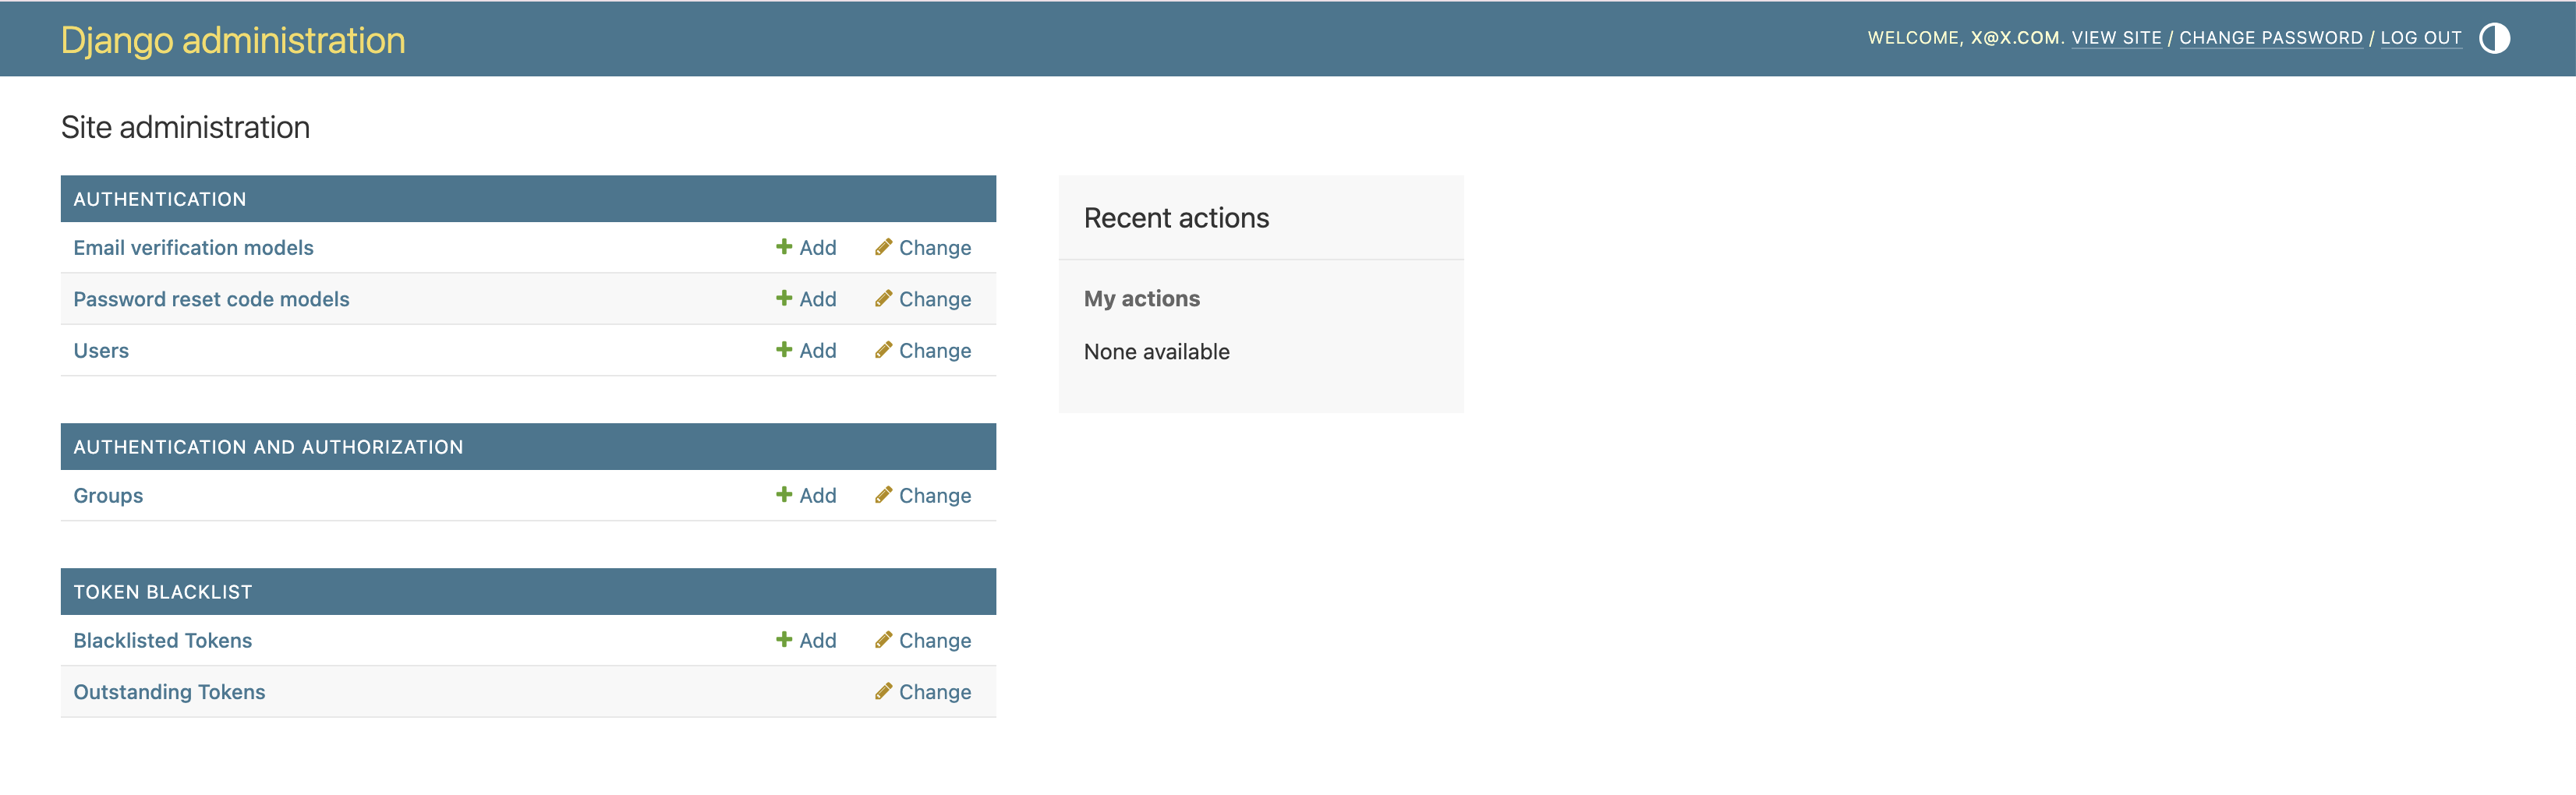 Django administration
WELCOME, X@X.COM. VIEW SITE / CHANGE PASSWORD / LOG OUT
Site administration
AUTHENTICATION
Email verification models Add Change
Password reset code models Add Change
Users Add Change
AUTHENTICATION AND AUTHORIZATION
Groups Add Change
TOKEN BLACKLIST
Blacklisted Tokens Add Change
Outstanding Tokens Change
Recent actions
My actions
None available